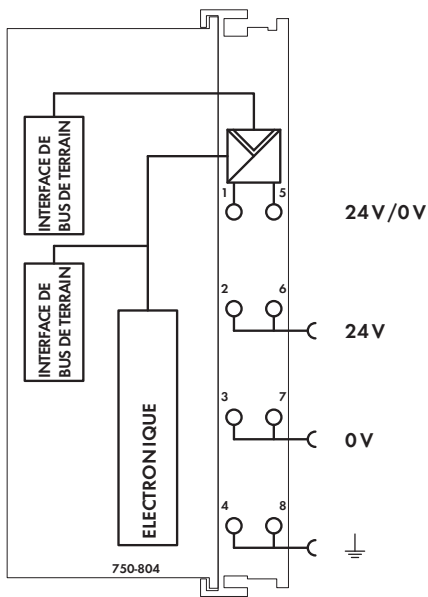 INTERFACE DE
BUS DE TERRAIN
1 5
24V/0V
INTERFACE DE
BUS DE TERRAIN
2 6
24V
ELECTRONIQUE
3 7
0V
4 8
750-804